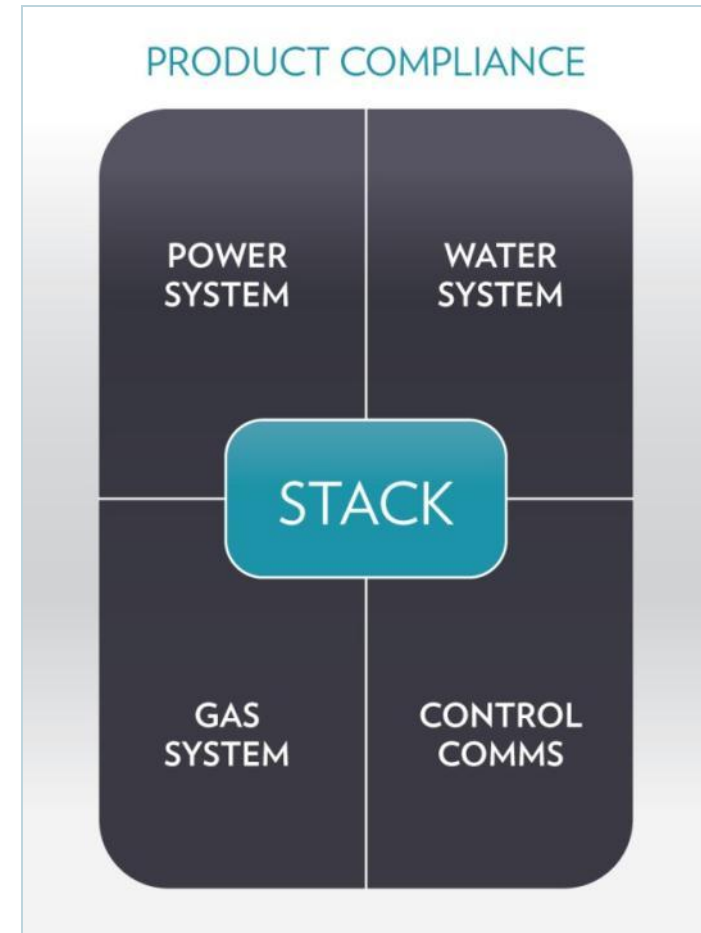 PRODUCT COMPLIANCE
POWER
SYSTEM
WATER
SYSTEM
STACK
GAS
SYSTEM
CONTROL
COMMS